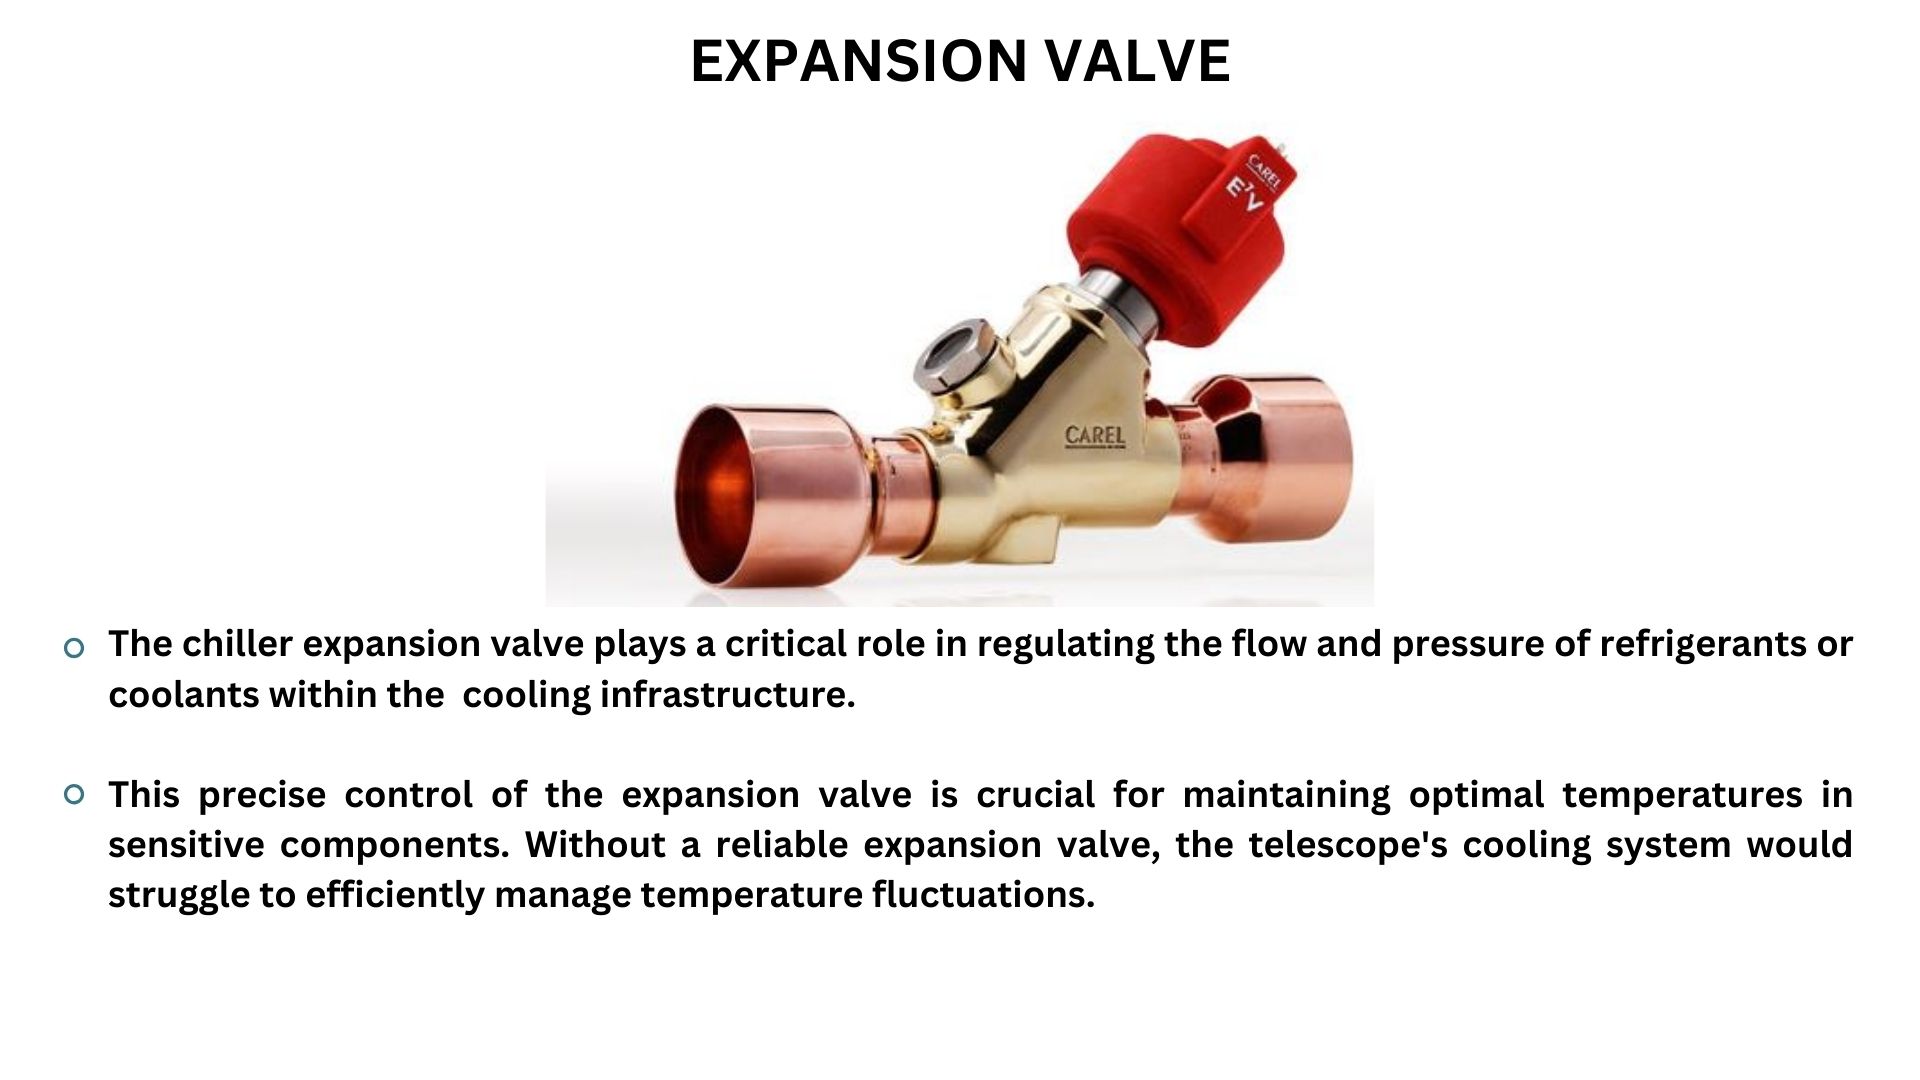 EXPANSION VALVE
CAREL
E⁷V
CAREL
The chiller expansion valve plays a critical role in regulating the flow and pressure of refrigerants or
coolants within the  cooling infrastructure.
This precise control of the expansion valve is crucial for maintaining optimal temperatures in
sensitive components. Without a reliable expansion valve, the telescope's cooling system would
struggle to efficiently manage temperature fluctuations.